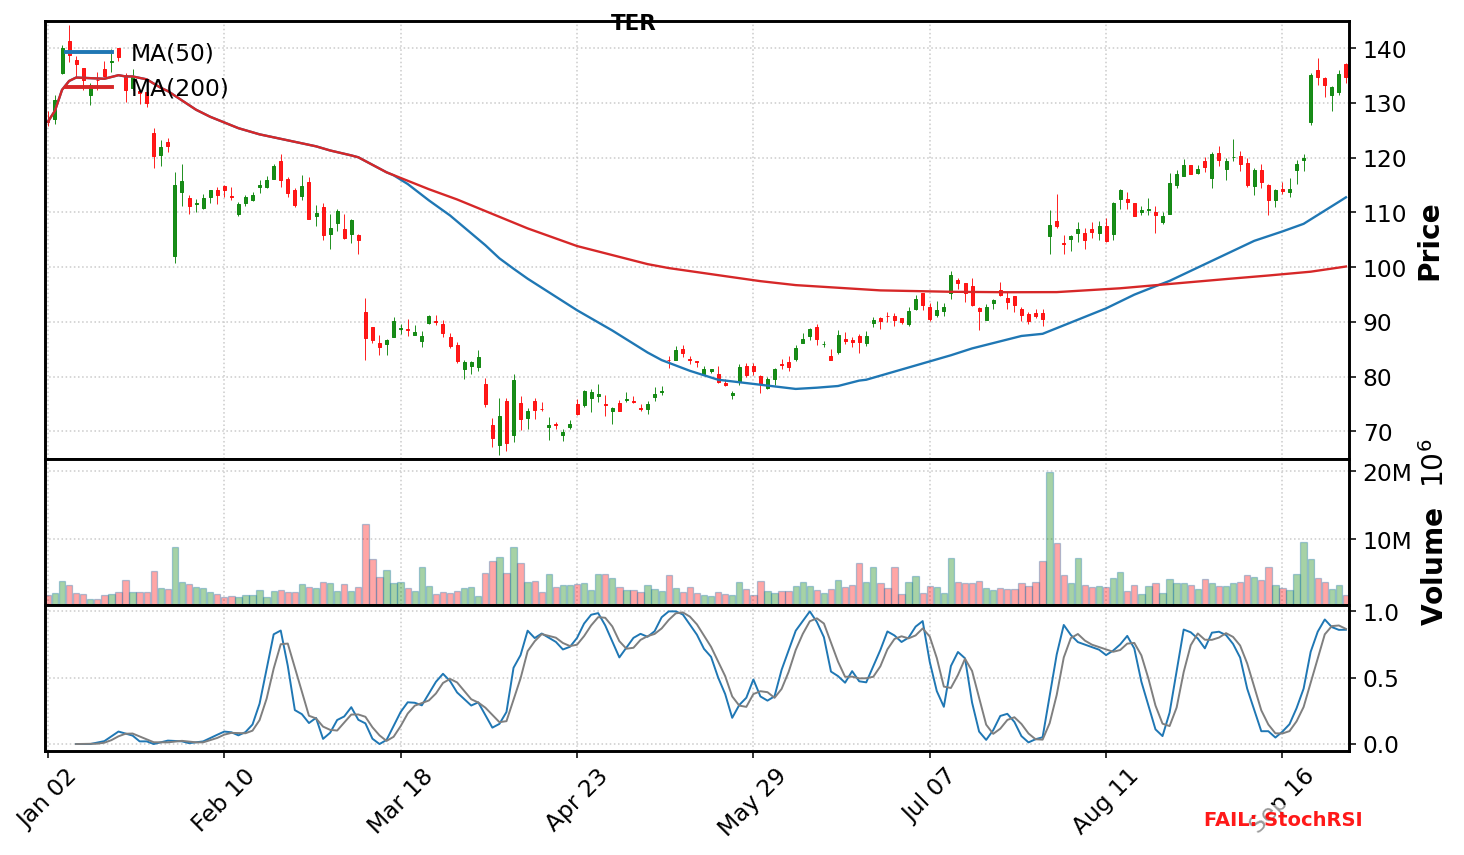 TER
MA(50)
MA(200)
140
130
120
110
100
90
80
70
Price
20M
10M
Volume 10^6
1.0
0.5
0.0
Jan 02
Feb 10
Mar 18
Apr 23
May 29
Jul 07
Aug 11
Sep 16
FAIL: StochRSI